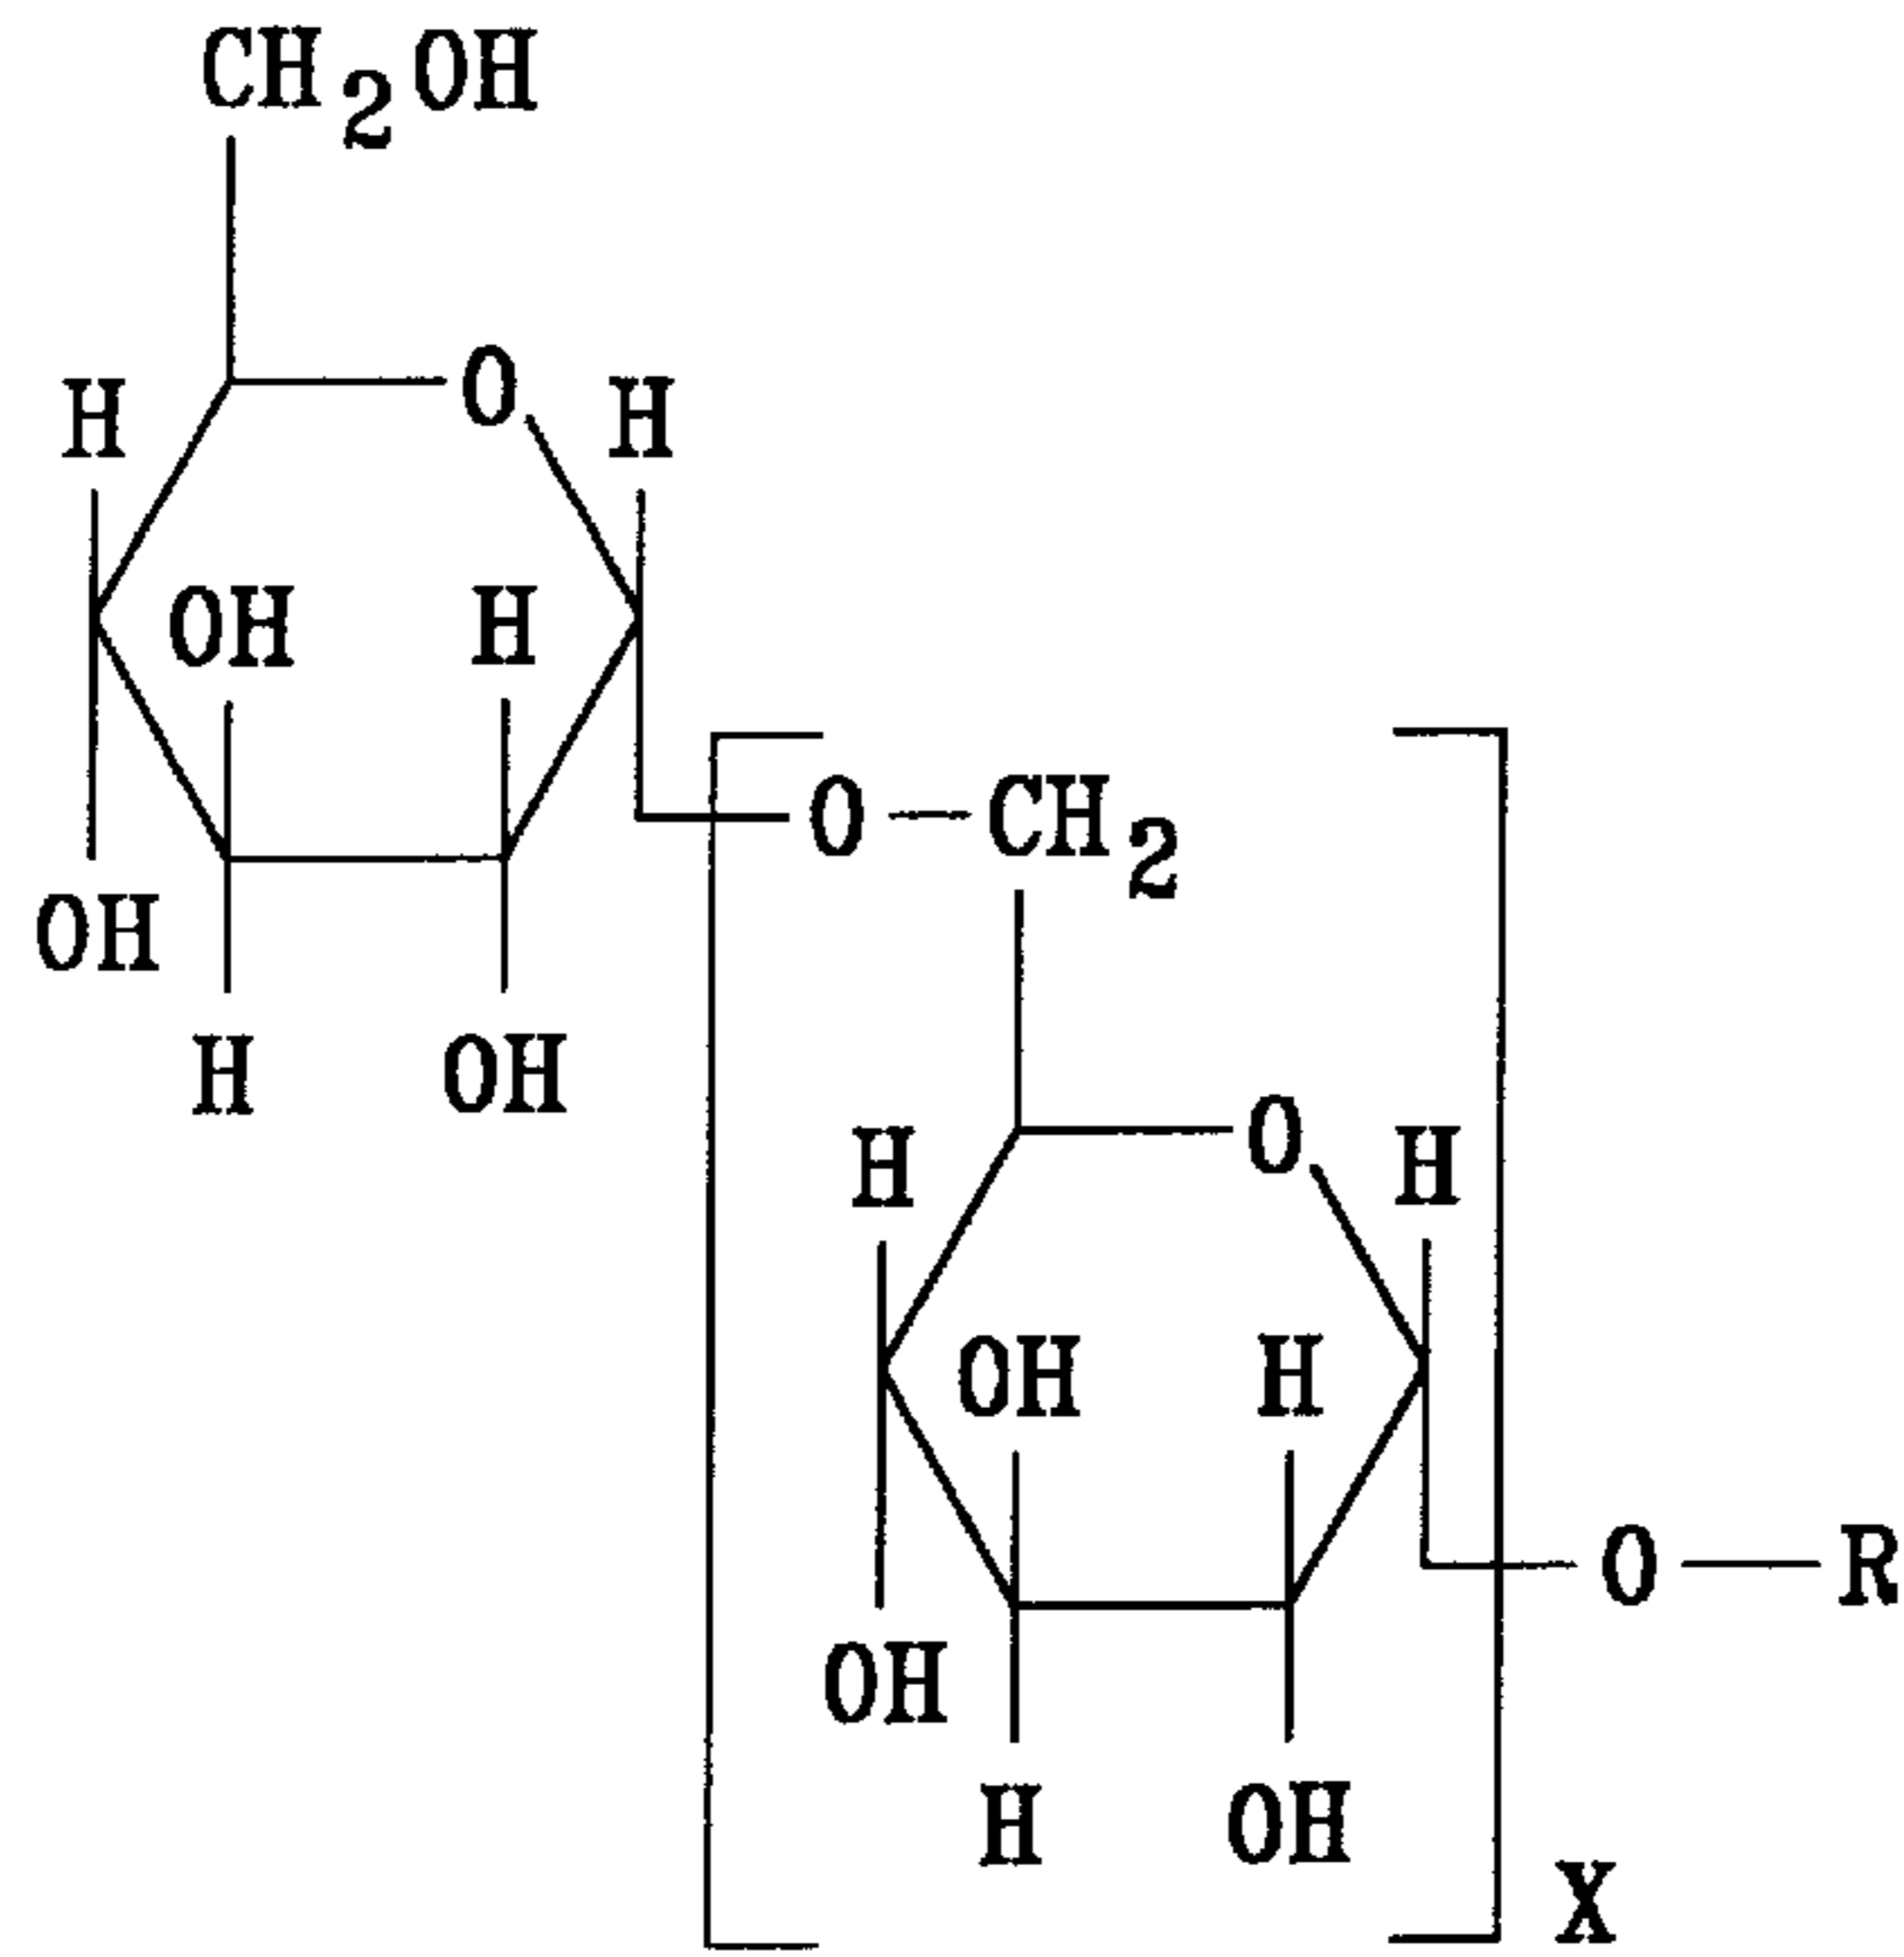 CH2OH
H O H
OH H
O CH2
OH
H OH
H O H
OH H
O R
OH
H OH
X